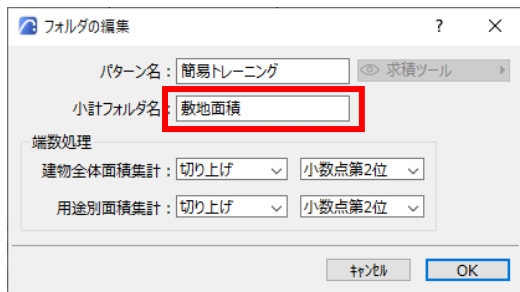 フォルダの編集 ? ×
パターン名： 簡易トレーニング 求積ツール
小計フォルダ名： 敷地面積
端数処理
建物全体面積集計： 切り上げ 小数点第2位
用途別面積集計： 切り上げ 小数点第2位
ｷｬﾝｾﾙ OK